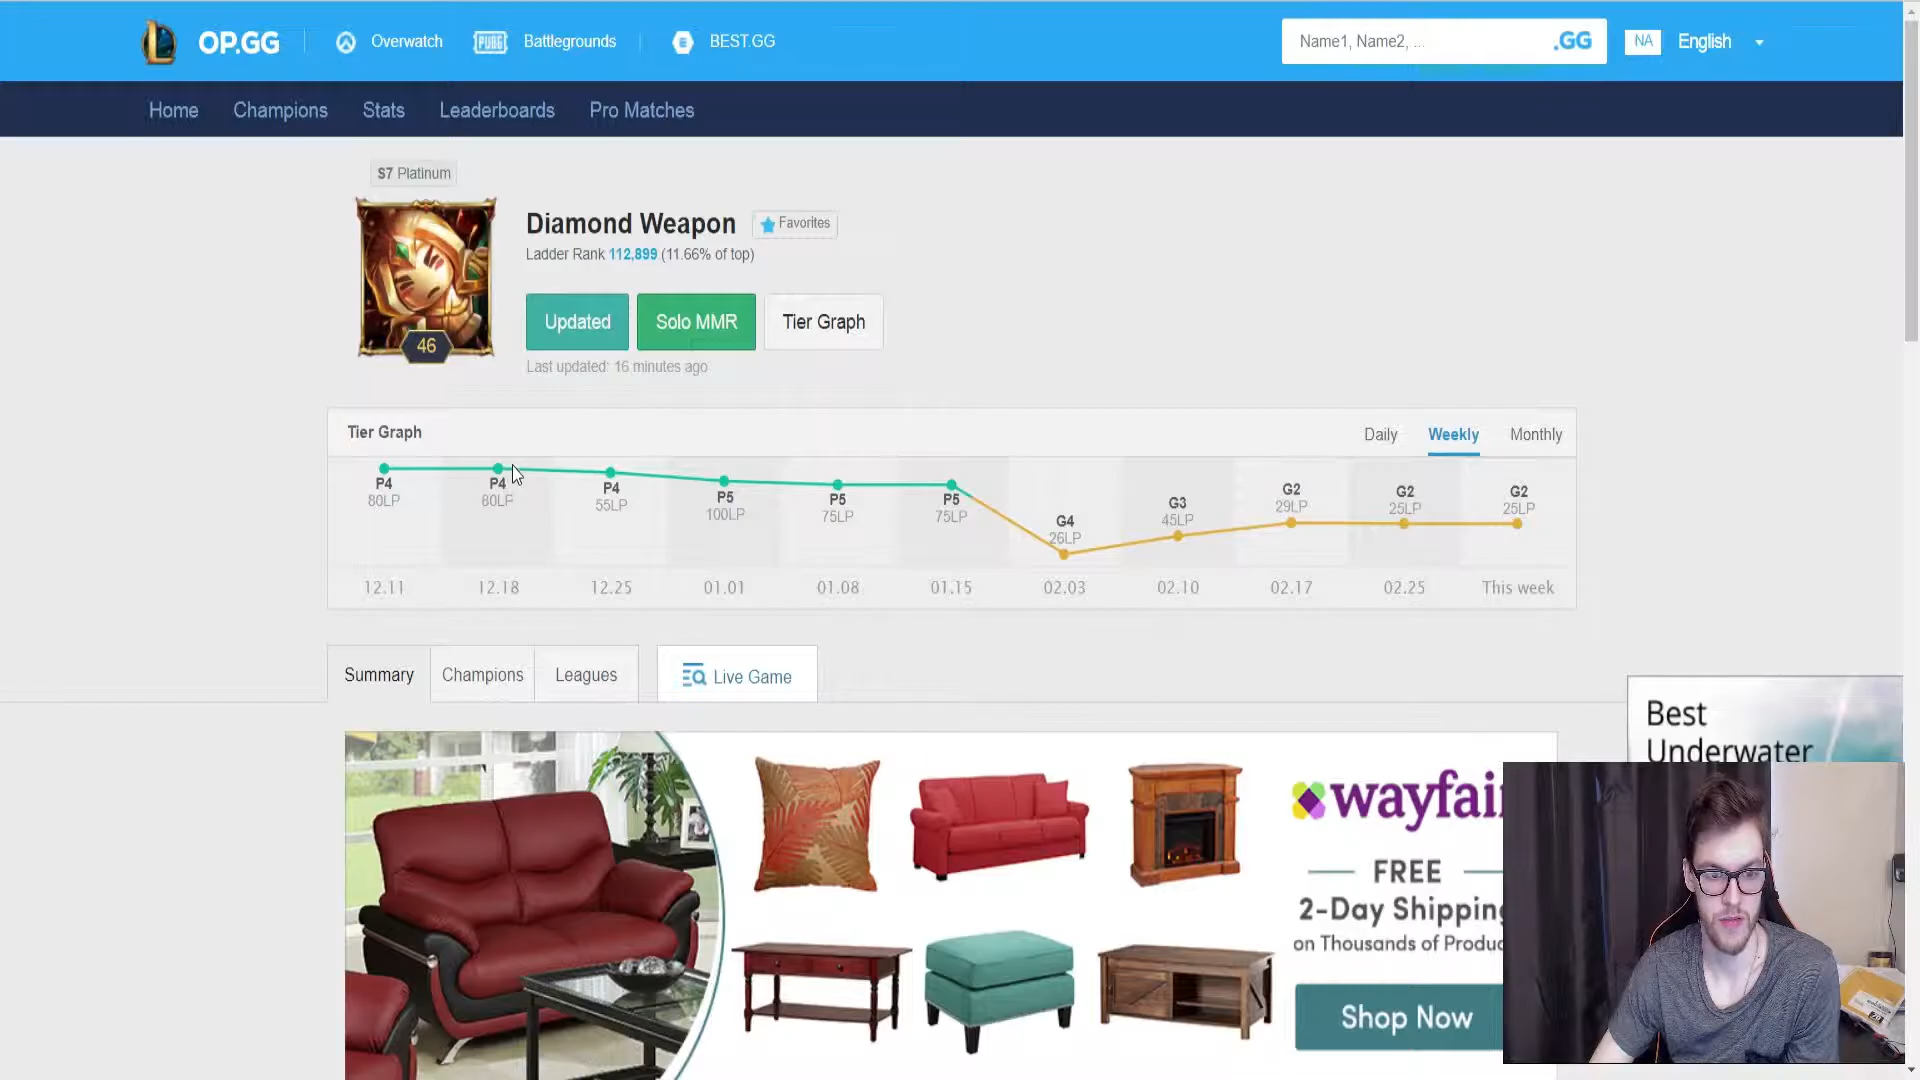 OP.GG Overwatch PUBG Battlegrounds BEST.GG Name1, Name2, ... .GG NA English
Home Champions Stats Leaderboards Pro Matches
S7 Platinum
Diamond Weapon Favorites
Ladder Rank 112,899 (11.66% of top)
46
Updated Solo MMR Tier Graph
Last updated: 16 minutes ago
Tier Graph Daily Weekly Monthly
P4 P4 P4 P5 P5 P5 G4 G3 G2 G2 G2
80LP 80LP 55LP 100LP 75LP 75LP 26LP 45LP 29LP 25LP 25LP
12.11 12.18 12.25 01.01 01.08 01.15 02.03 02.10 02.17 02.25 This week
Summary Champions Leagues Live Game
Best
Underwater
wayfair
FREE
2-Day Shipping
on Thousands of Produc
Shop Now